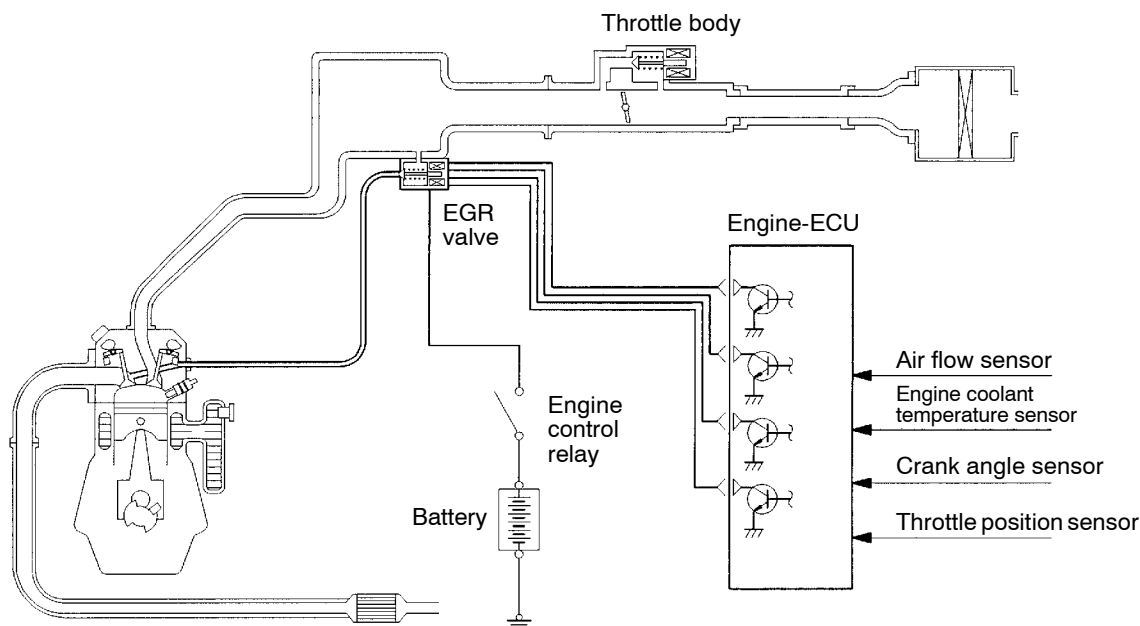 Throttle body
EGR
valve
Engine-ECU
Air flow sensor
Engine coolant
temperature sensor
Engine
control
relay
Crank angle sensor
Battery
Throttle position sensor